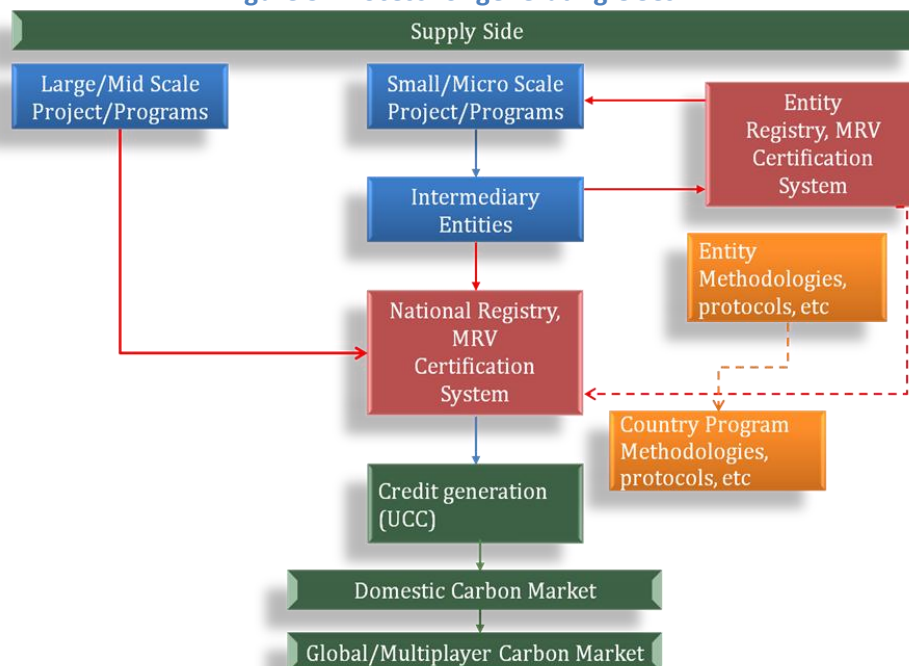 Supply Side
Large/Mid Scale
Project/Programs
Small/Micro Scale
Project/Programs
Entity
Registry, MRV
Certification
System
Intermediary
Entities
Entity
Methodologies,
protocols, etc
National Registry,
MRV
Certification
System
Country Program
Methodologies,
protocols, etc
Credit generation
(UCC)
Domestic Carbon Market
Global/Multiplayer Carbon Market